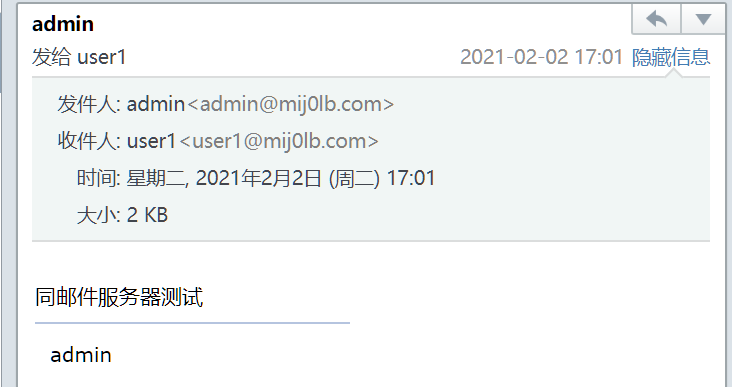 admin
发给 user1 2021-02-02 17:01 隐藏信息
发件人: admin<admin@mij0lb.com>
收件人: user1<user1@mij0lb.com>
时间: 星期二, 2021年2月2日 (周二) 17:01
大小: 2 KB
同邮件服务器测试
admin